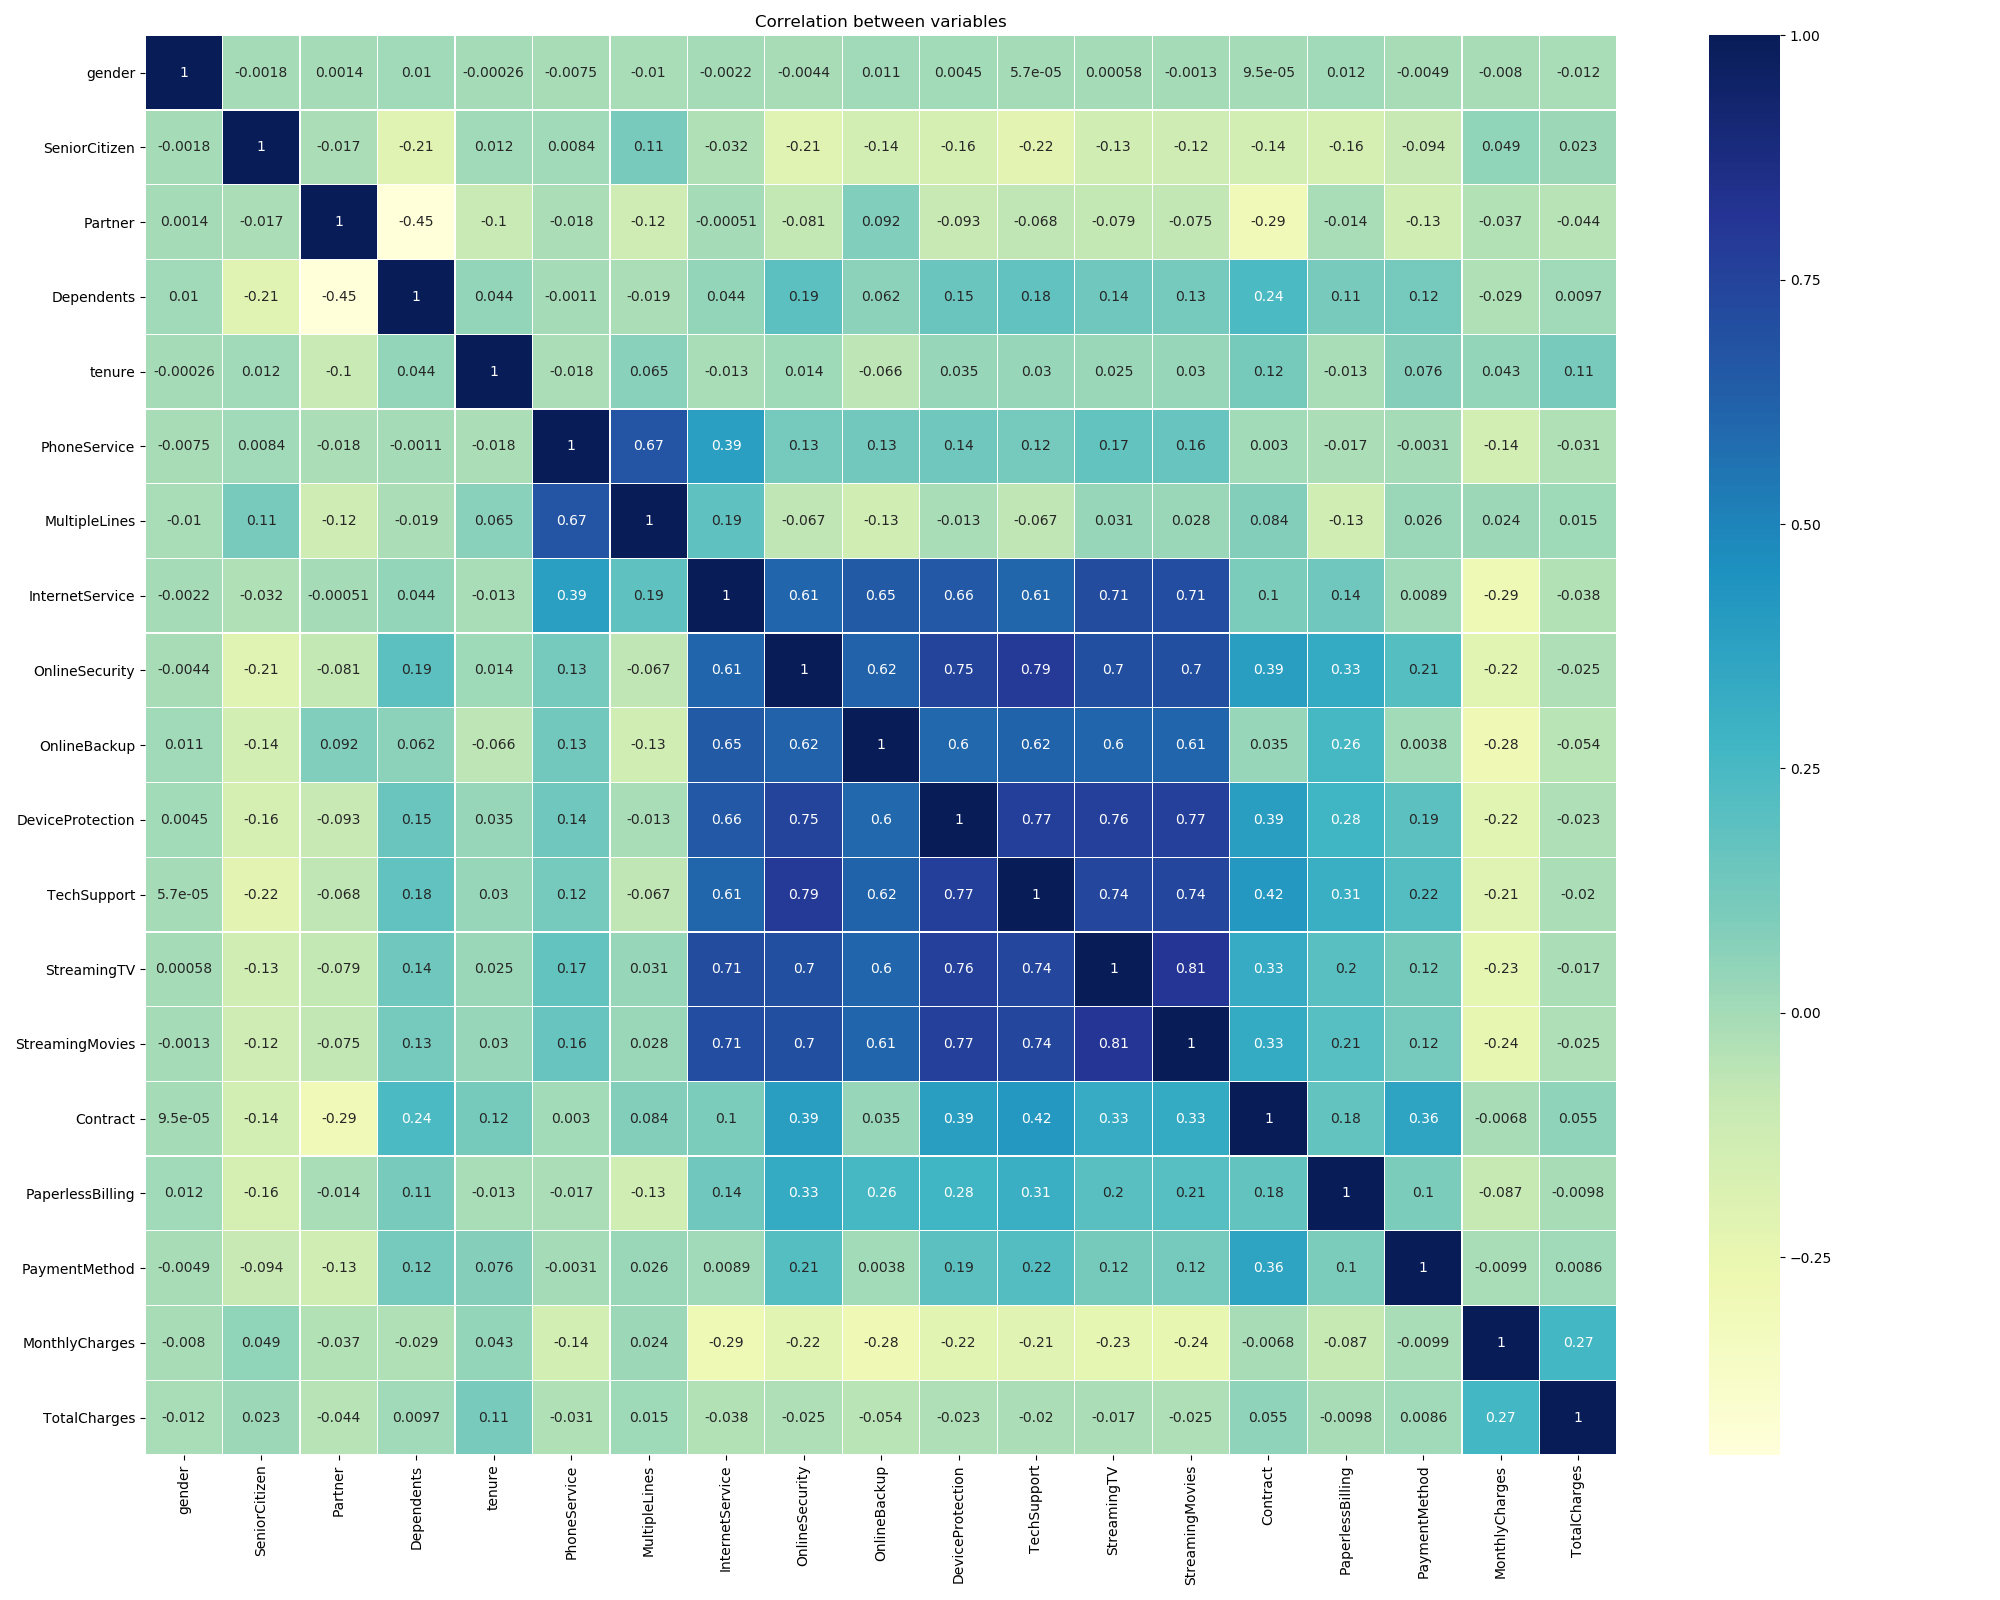 Correlation between variables
gender 1 -0.0018 0.0014 0.01 -0.00026 -0.0075 -0.01 -0.0022 -0.0044 0.011 0.0045 5.7e-05 0.00058 -0.0013 9.5e-05 0.012 -0.0049 -0.008 -0.012
SeniorCitizen -0.0018 1 -0.017 -0.21 0.012 0.0084 0.11 -0.032 -0.21 -0.14 -0.16 -0.22 -0.13 -0.12 -0.14 -0.16 -0.094 0.049 0.023
Partner 0.0014 -0.017 1 -0.45 -0.1 -0.018 -0.12 -0.00051 -0.081 0.092 -0.093 -0.068 -0.079 -0.075 -0.29 -0.014 -0.13 -0.037 -0.044
Dependents 0.01 -0.21 -0.45 1 0.044 -0.0011 -0.019 0.044 0.19 0.062 0.15 0.18 0.14 0.13 0.24 0.11 0.12 -0.029 0.0097
tenure -0.00026 0.012 -0.1 0.044 1 -0.018 0.065 -0.013 0.014 -0.066 0.035 0.03 0.025 0.03 0.12 -0.013 0.076 0.043 0.11
PhoneService -0.0075 0.0084 -0.018 -0.0011 -0.018 1 0.67 0.39 0.13 0.13 0.14 0.12 0.17 0.16 0.003 -0.017 -0.0031 -0.14 -0.031
MultipleLines -0.01 0.11 -0.12 -0.019 0.065 0.67 1 0.19 -0.067 -0.13 -0.013 -0.067 0.031 0.028 0.084 -0.13 0.026 0.024 0.015
InternetService -0.0022 -0.032 -0.00051 0.044 -0.013 0.39 0.19 1 0.61 0.65 0.66 0.61 0.71 0.71 0.1 0.14 0.0089 -0.29 -0.038
OnlineSecurity -0.0044 -0.21 -0.081 0.19 0.014 0.13 -0.067 0.61 1 0.62 0.75 0.79 0.7 0.7 0.39 0.33 0.21 -0.22 -0.025
OnlineBackup 0.011 -0.14 0.092 0.062 -0.066 0.13 -0.13 0.65 0.62 1 0.6 0.62 0.6 0.61 0.035 0.26 0.0038 -0.28 -0.054
DeviceProtection 0.0045 -0.16 -0.093 0.15 0.035 0.14 -0.013 0.66 0.75 0.6 1 0.77 0.76 0.77 0.39 0.28 0.19 -0.22 -0.023
TechSupport 5.7e-05 -0.22 -0.068 0.18 0.03 0.12 -0.067 0.61 0.79 0.62 0.77 1 0.74 0.74 0.42 0.31 0.22 -0.21 -0.02
StreamingTV 0.00058 -0.13 -0.079 0.14 0.025 0.17 0.031 0.71 0.7 0.6 0.76 0.74 1 0.81 0.33 0.2 0.12 -0.23 -0.017
StreamingMovies -0.0013 -0.12 -0.075 0.13 0.03 0.16 0.028 0.71 0.7 0.61 0.77 0.74 0.81 1 0.33 0.21 0.12 -0.24 -0.025
Contract 9.5e-05 -0.14 -0.29 0.24 0.12 0.003 0.084 0.1 0.39 0.035 0.39 0.42 0.33 0.33 1 0.18 0.36 -0.0068 0.055
PaperlessBilling 0.012 -0.16 -0.014 0.11 -0.013 -0.017 -0.13 0.14 0.33 0.26 0.28 0.31 0.2 0.21 0.18 1 0.1 -0.087 -0.0098
PaymentMethod -0.0049 -0.094 -0.13 0.12 0.076 -0.0031 0.026 0.0089 0.21 0.0038 0.19 0.22 0.12 0.12 0.36 0.1 1 -0.0099 0.0086
MonthlyCharges -0.008 0.049 -0.037 -0.029 0.043 -0.14 0.024 -0.29 -0.22 -0.28 -0.22 -0.21 -0.23 -0.24 -0.0068 -0.087 -0.0099 1 0.27
TotalCharges -0.012 0.023 -0.044 0.0097 0.11 -0.031 0.015 -0.038 -0.025 -0.054 -0.023 -0.02 -0.017 -0.025 0.055 -0.0098 0.0086 0.27 1
gender SeniorCitizen Partner Dependents tenure PhoneService MultipleLines InternetService OnlineSecurity OnlineBackup DeviceProtection TechSupport StreamingTV StreamingMovies Contract PaperlessBilling PaymentMethod MonthlyCharges TotalCharges
1.00
0.75
0.50
0.25
0.00
−0.25